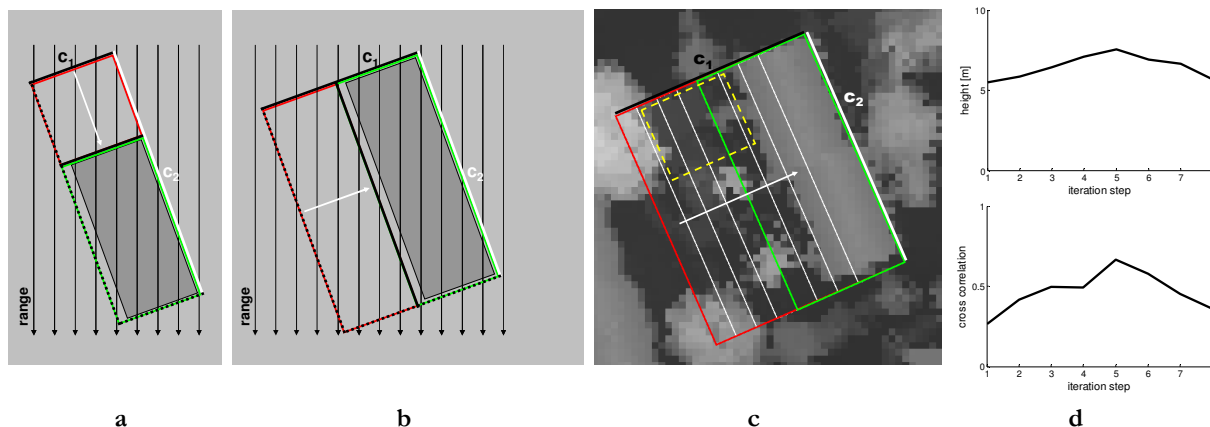 c1
c2
range
a
c1
c2
range
b
c1
c2
c
10
5
0
height [m]
1 2 3 4 5 6 7
iteration step
1
0.5
0
cross correlation
1 2 3 4 5 6 7
iteration step
d